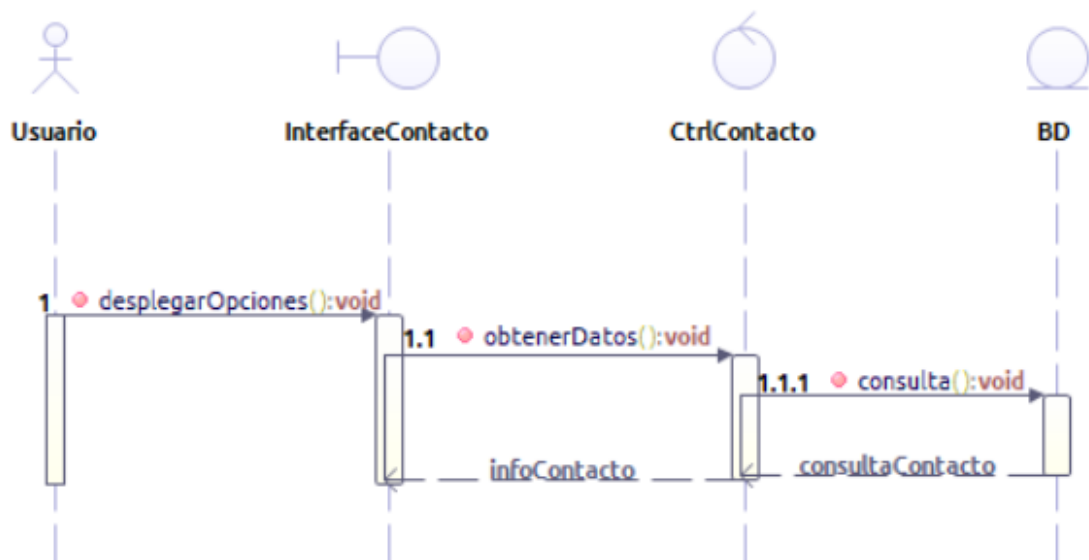 Usuario
InterfaceContacto
CtrlContacto
BD
1 desplegarOpciones():void
1.1 obtenerDatos():void
1.1.1 consulta():void
infoContacto
consultaContacto